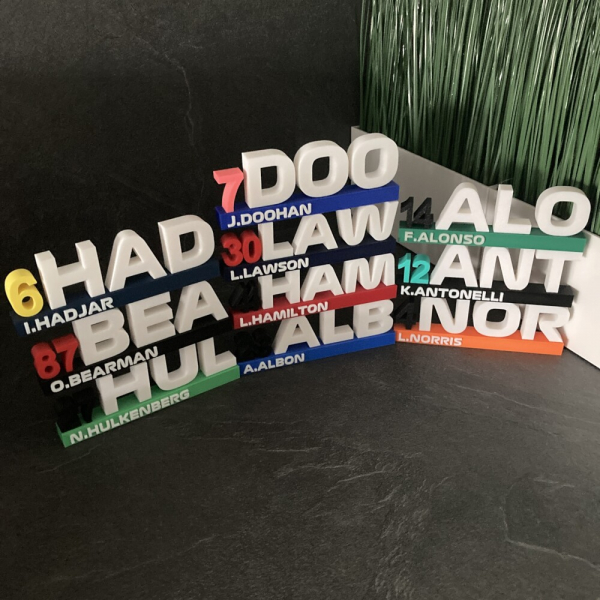 6 HAD
I.HADJAR
87 BEA
O.BEARMAN
HUL
N.HULKENBERG
7 DOO
J.DOOHAN
30 LAW
L.LAWSON
HAM
L.HAMILTON
ALB
A.ALBON
14 ALO
F.ALONSO
12 ANT
K.ANTONELLI
4 NOR
L.NORRIS